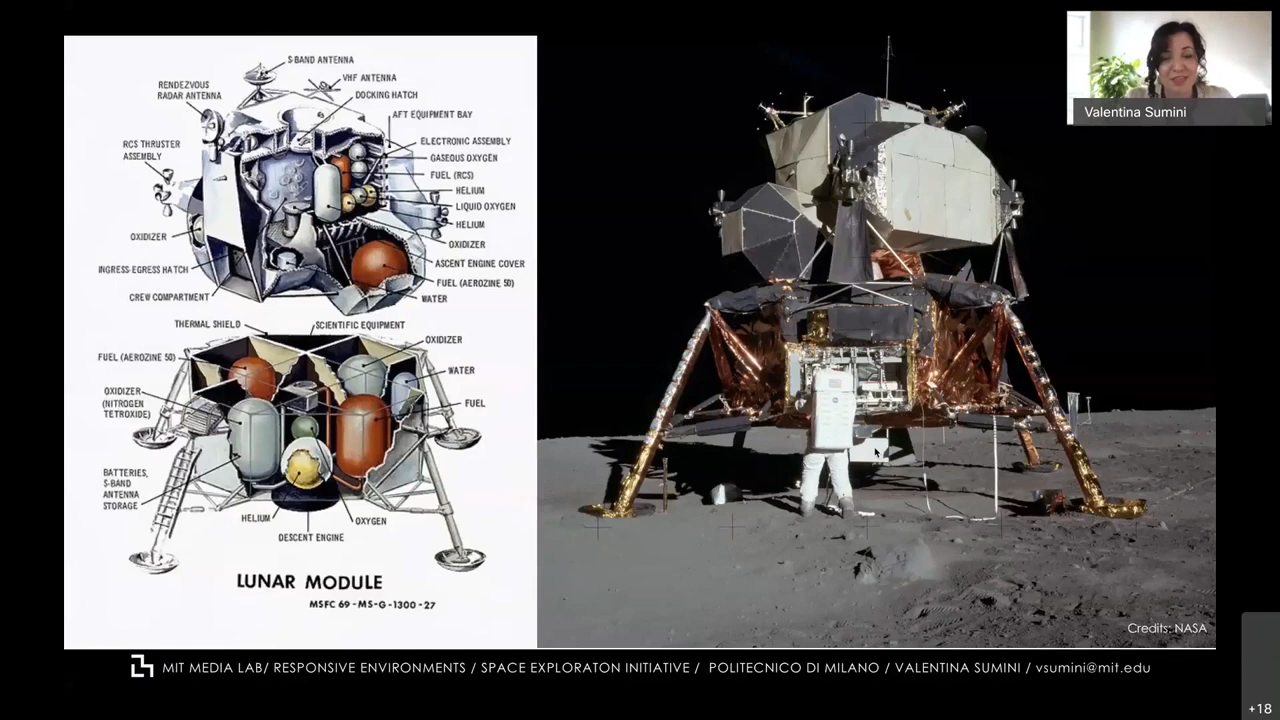 S-BAND ANTENNA
VHF ANTENNA
RENDEZVOUS
RADAR ANTENNA
DOCKING HATCH
AFT EQUIPMENT BAY
RCS THRUSTER
ASSEMBLY
ELECTRONIC ASSEMBLY
GASEOUS OXYGEN
FUEL (RCS)
HELIUM
LIQUID OXYGEN
HELIUM
OXIDIZER
OXIDIZER
INGRESS-EGRESS HATCH
ASCENT ENGINE COVER
FUEL (AEROZINE 50)
CREW COMPARTMENT
WATER
THERMAL SHIELD
SCIENTIFIC EQUIPMENT
OXIDIZER
FUEL (AEROZINE 50)
WATER
OXIDIZER
(NITROGEN
TETROXIDE)
FUEL
BATTERIES,
S-BAND
ANTENNA
STORAGE
HELIUM
OXYGEN
DESCENT ENGINE
LUNAR MODULE
MSFC 69-MS-G-1300-27
Valentina Sumini
Credits: NASA
MIT MEDIA LAB/ RESPONSIVE ENVIRONMENTS / SPACE EXPLORATON INITIATIVE / POLITECNICO DI MILANO / VALENTINA SUMINI / vsumini@mit.edu
+18